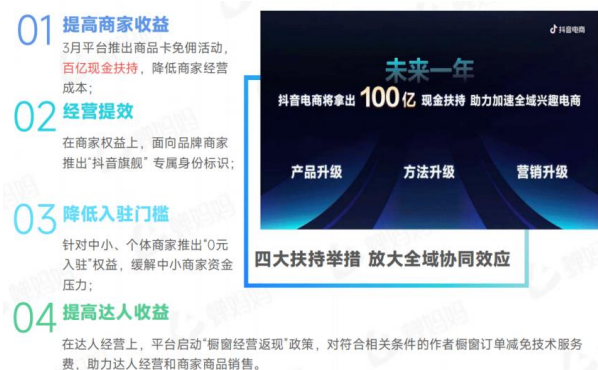 01 提高商家收益
3月平台推出商品卡免佣活动，
百亿现金扶持，降低商家经营
成本；
02 经营提效
在商家权益上，面向品牌商家
推出“抖音旗舰” 专属身份标识；
03 降低入驻门槛
针对中小、个体商家推出“0元
入驻”权益，缓解中小商家资金
压力；
04 提高达人收益
在达人经营上，平台启动“橱窗经营返现”政策，对符合相关条件的作者橱窗订单减免技术服务
费，助力达人经营和商家商品销售。
抖音电商
未来一年
抖音电商将拿出 100亿 现金扶持 助力加速全域兴趣电商
产品升级 方法升级 营销升级
四大扶持举措 放大全域协同效应
蝉妈妈